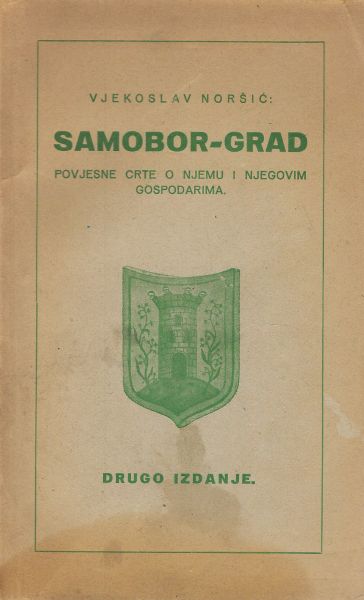 VJEKOSLAV NORŠIĆ:
SAMOBOR-GRAD
POVJESNE CRTE O NJEMU I NJEGOVIM
GOSPODARIMA.
DRUGO IZDANJE.